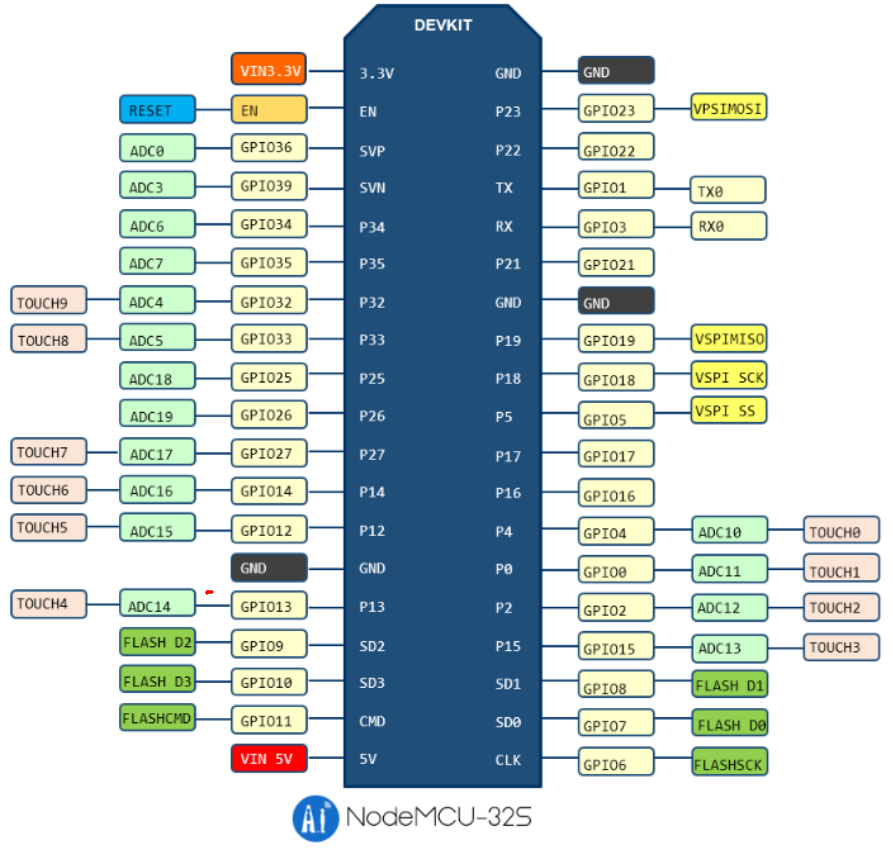 DEVKIT
VIN3.3V 3.3V GND GND
RESET EN EN P23 GPIO23 VPSIMOSI
ADC0 GPIO36 SVP P22 GPIO22
ADC3 GPIO39 SVN TX GPIO1 TX0
ADC6 GPIO34 P34 RX GPIO3 RX0
ADC7 GPIO35 P35 P21 GPIO21
TOUCH9 ADC4 GPIO32 P32 GND GND
TOUCH8 ADC5 GPIO33 P33 P19 GPIO19 VSPIMISO
ADC18 GPIO25 P25 P18 GPIO18 VSPI SCK
ADC19 GPIO26 P26 P5 GPIO5 VSPI SS
TOUCH7 ADC17 GPIO27 P27 P17 GPIO17
TOUCH6 ADC16 GPIO14 P14 P16 GPIO16
TOUCH5 ADC15 GPIO12 P12 P4 GPIO4 ADC10 TOUCH0
GND GND P0 GPIO0 ADC11 TOUCH1
TOUCH4 ADC14 GPIO13 P13 P2 GPIO2 ADC12 TOUCH2
FLASH D2 GPIO9 SD2 P15 GPIO15 ADC13 TOUCH3
FLASH D3 GPIO10 SD3 SD1 GPIO8 FLASH D1
FLASHCMD GPIO11 CMD SD0 GPIO7 FLASH D0
VIN 5V 5V CLK GPIO6 FLASHSCK
Ai NodeMCU-32S